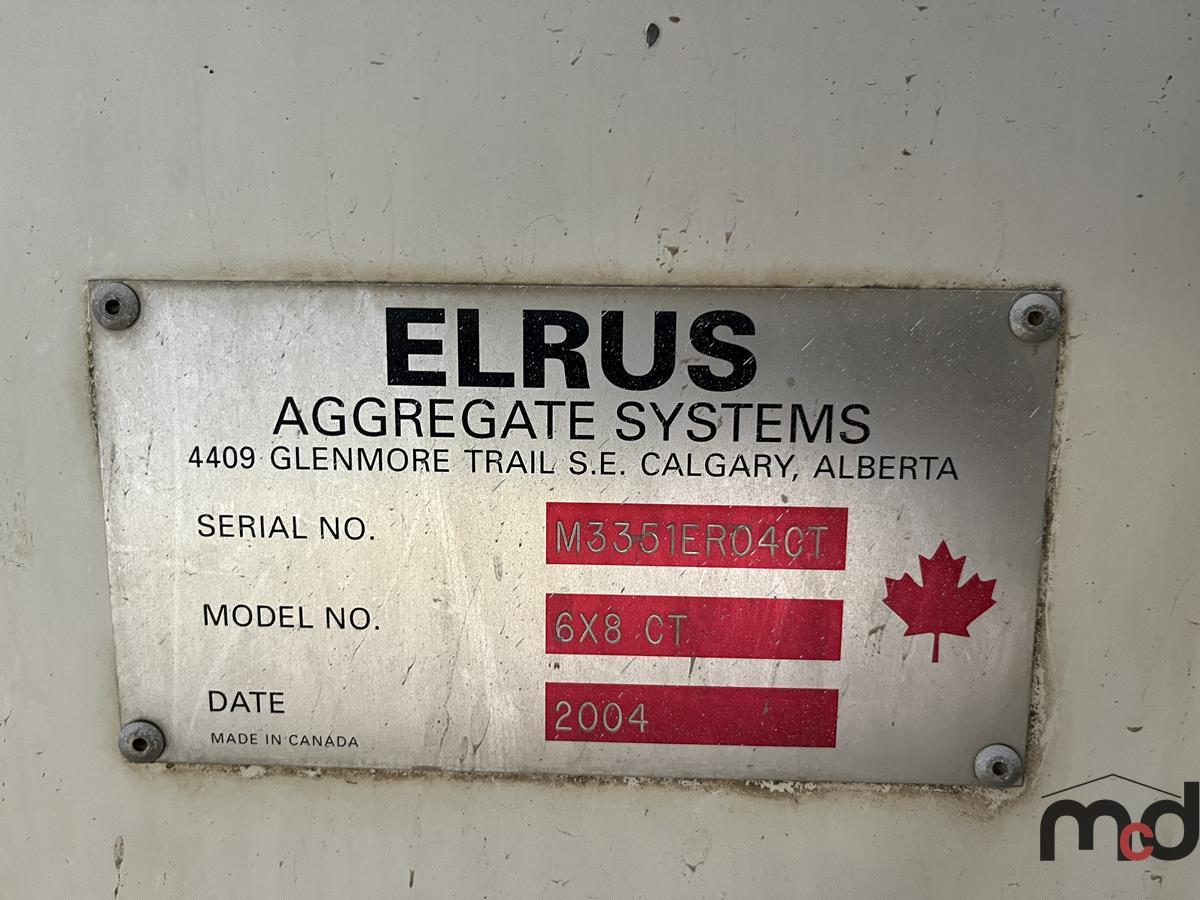 ELRUS
AGGREGATE SYSTEMS
4409 GLENMORE TRAIL S.E. CALGARY, ALBERTA
SERIAL NO. M3351ER04CT
MODEL NO. 6X8 CT
DATE 2004
MADE IN CANADA
mcd